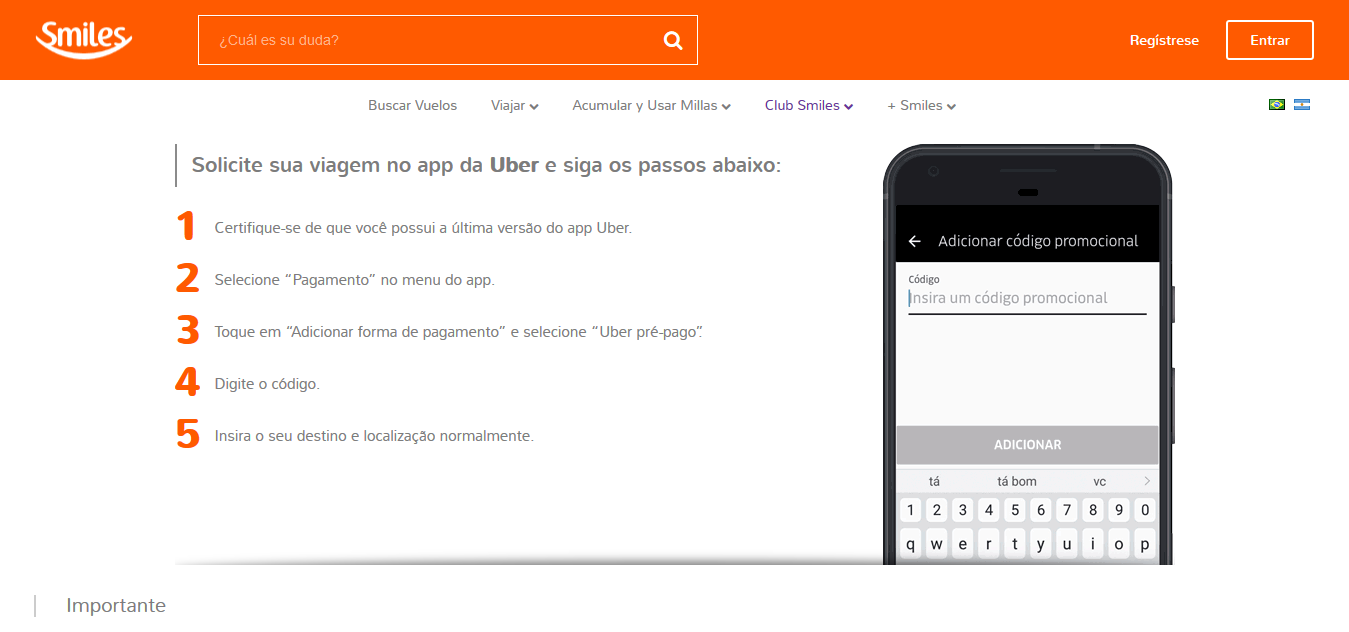 Smiles
¿Cuál es su duda?
Regístrese
Entrar
Buscar Vuelos
Viajar
Acumular y Usar Millas
Club Smiles
+ Smiles
Solicite sua viagem no app da Uber e siga os passos abaixo:
1 Certifique-se de que você possui a última versão do app Uber.
2 Selecione “Pagamento” no menu do app.
3 Toque em “Adicionar forma de pagamento” e selecione “Uber pré-pago”.
4 Digite o código.
5 Insira o seu destino e localização normalmente.
Adicionar código promocional
Código
Insira um código promocional
ADICIONAR
tá tá bom vc
1 2 3 4 5 6 7 8 9 0
q w e r t y u i o p
Importante